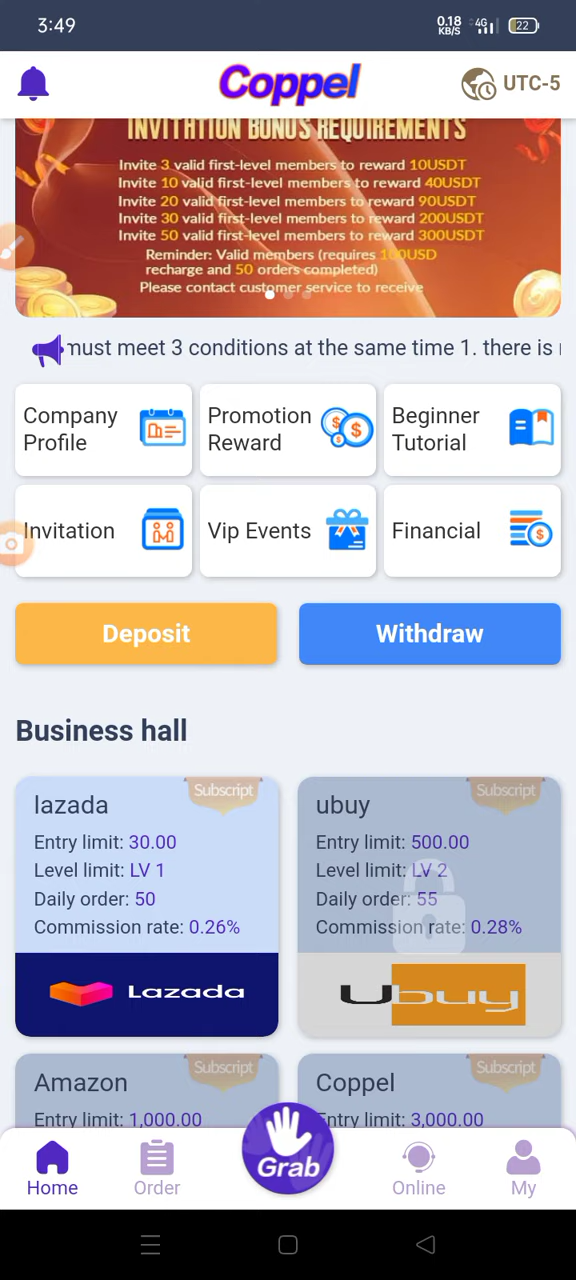 3:49
0.18 KB/S 4G 22
Coppel
UTC-5
INVITATION BONUS REQUIREMENTS
Invite 3 valid first-level members to reward 10USDT
Invite 10 valid first-level members to reward 40USDT
Invite 20 valid first-level members to reward 90USDT
Invite 30 valid first-level members to reward 200USDT
Invite 50 valid first-level members to reward 300USDT
Reminder: Valid members (requires 100USD
recharge and 50 orders completed)
Please contact customer service to receive
must meet 3 conditions at the same time 1. there is
Company Profile
Promotion Reward
Beginner Tutorial
Invitation
Vip Events
Financial
Deposit
Withdraw
Business hall
Subscript
lazada
Entry limit: 30.00
Level limit: LV 1
Daily order: 50
Commission rate: 0.26%
Lazada
Subscript
ubuy
Entry limit: 500.00
Level limit: LV 2
Daily order: 55
Commission rate: 0.28%
Ubuy
Subscript
Amazon
Entry limit: 1,000.00
Subscript
Coppel
Entry limit: 3,000.00
Home
Order
Grab
Online
My